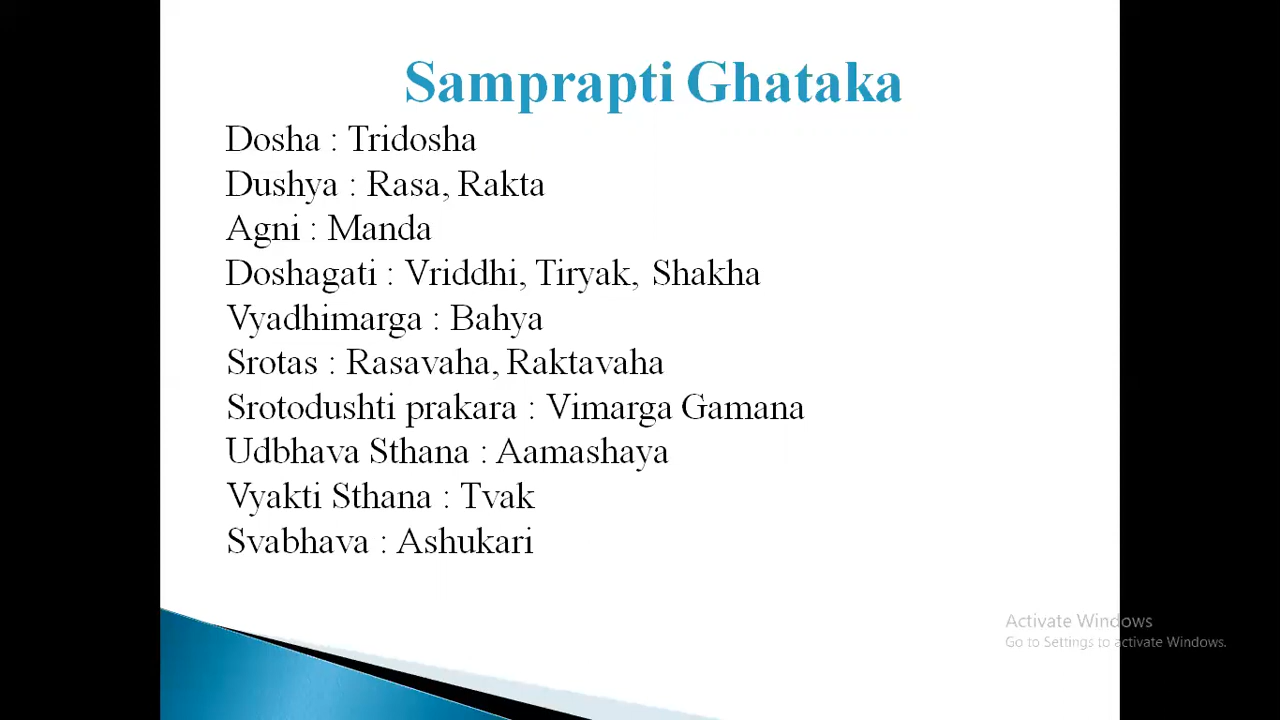 Samprapti Ghataka
Dosha : Tridosha
Dushya : Rasa, Rakta
Agni : Manda
Doshagati : Vriddhi, Tiryak, Shakha
Vyadhimarga : Bahya
Srotas : Rasavaha, Raktavaha
Srotodushti prakara : Vimarga Gamana
Udbhava Sthana : Aamashaya
Vyakti Sthana : Tvak
Svabhava : Ashukari
Activate Windows
Go to Settings to activate Windows.